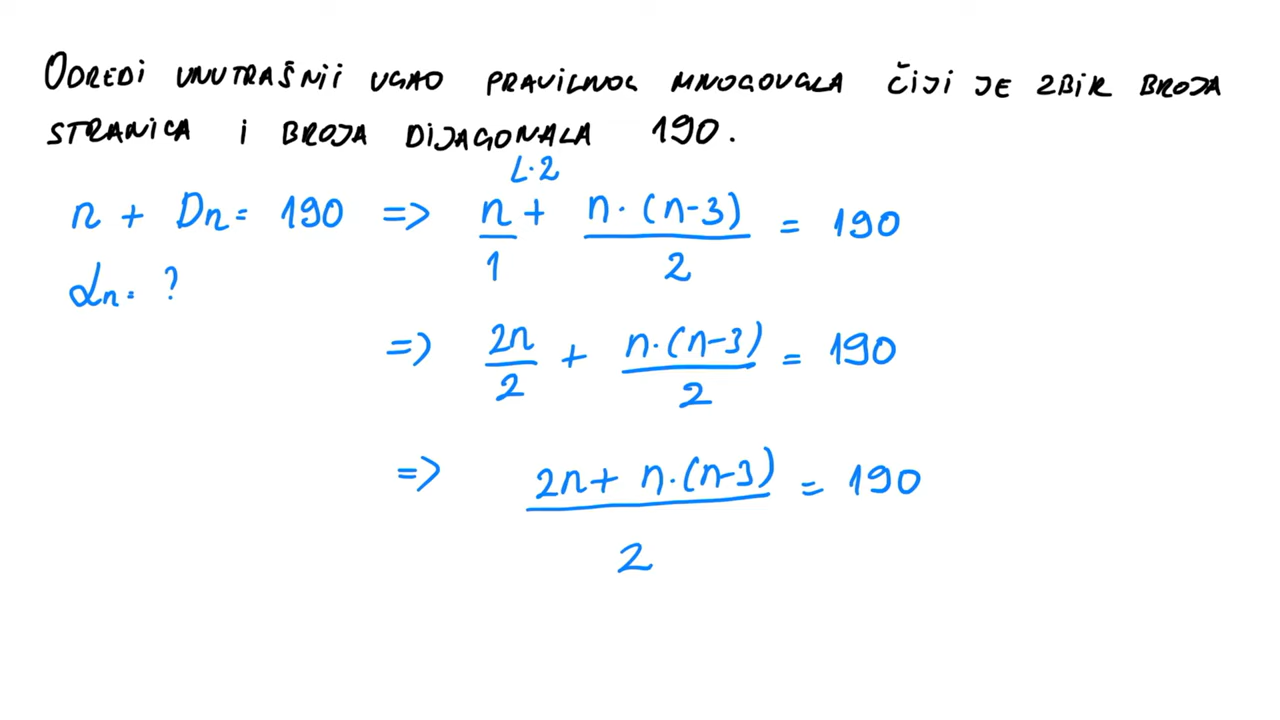 ODREDI UNUTRAŠNJI UGAO PRAVILNOG MNOGOUGLA ČIJI JE ZBIR BROJA
STRANICA I BROJA DIJAGONALA 190.
L·2
n + Dn = 190 => n/1 + n·(n-3)/2 = 190
αn = ?
=> 2n/2 + n·(n-3)/2 = 190
=> 2n + n·(n-3)/2 = 190